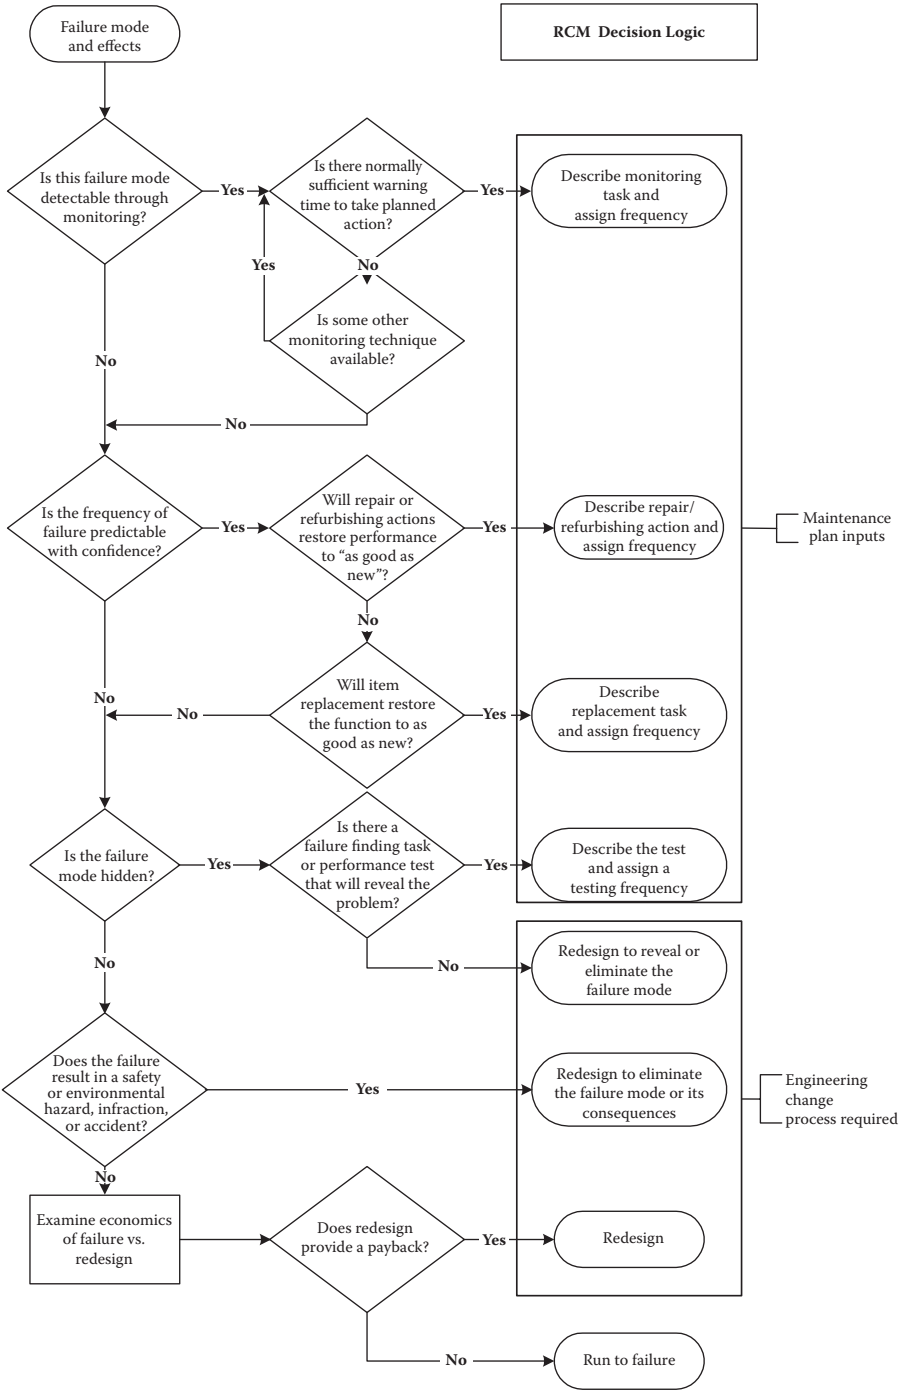 Failure mode
and effects
RCM Decision Logic
Is this failure mode
detectable through
monitoring?
Yes
Is there normally
sufficient warning
time to take planned
action?
Yes
Describe monitoring
task and
assign frequency
Yes
No
Is some other
monitoring technique
available?
No
No
Is the frequency of
failure predictable
with confidence?
Yes
Will repair or
refurbishing actions
restore performance
to “as good as
new”?
Yes
Describe repair/
refurbishing action and
assign frequency
Maintenance
plan inputs
No
No
Will item
replacement restore
the function to as
good as new?
No
Yes
Describe
replacement task
and assign frequency
Is the failure
mode hidden?
Yes
Is there a
failure finding task
or performance test
that will reveal the
problem?
Yes
Describe the test
and assign a
testing frequency
No
No
Redesign to reveal or
eliminate the
failure mode
Does the failure
result in a safety
or environmental
hazard, infraction,
or accident?
Yes
Redesign to eliminate
the failure mode or its
consequences
Engineering
change
process required
No
Examine economics
of failure vs.
redesign
Does redesign
provide a payback?
Yes
Redesign
No
Run to failure